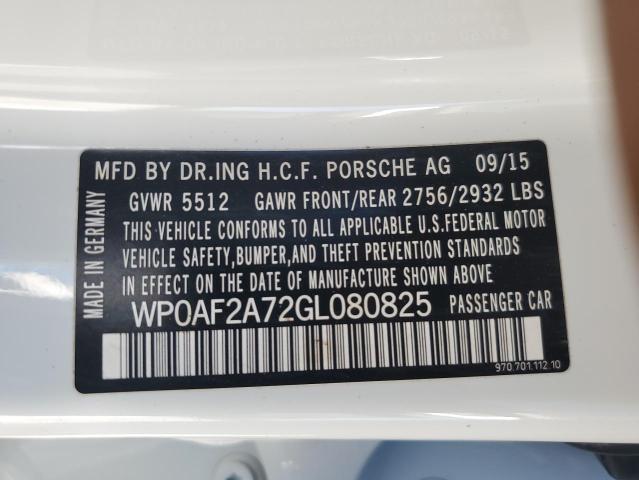 MFD BY DR.ING H.C.F. PORSCHE AG 09/15
GVWR 5512 GAWR FRONT/REAR 2756/2932 LBS
THIS VEHICLE CONFORMS TO ALL APPLICABLE U.S.FEDERAL MOTOR
VEHICLE SAFETY,BUMPER,AND THEFT PREVENTION STANDARDS
IN EFFECT ON THE DATE OF MANUFACTURE SHOWN ABOVE.
WP0AF2A72GL080825 PASSENGER CAR
MADE IN GERMANY
970.701.112.10